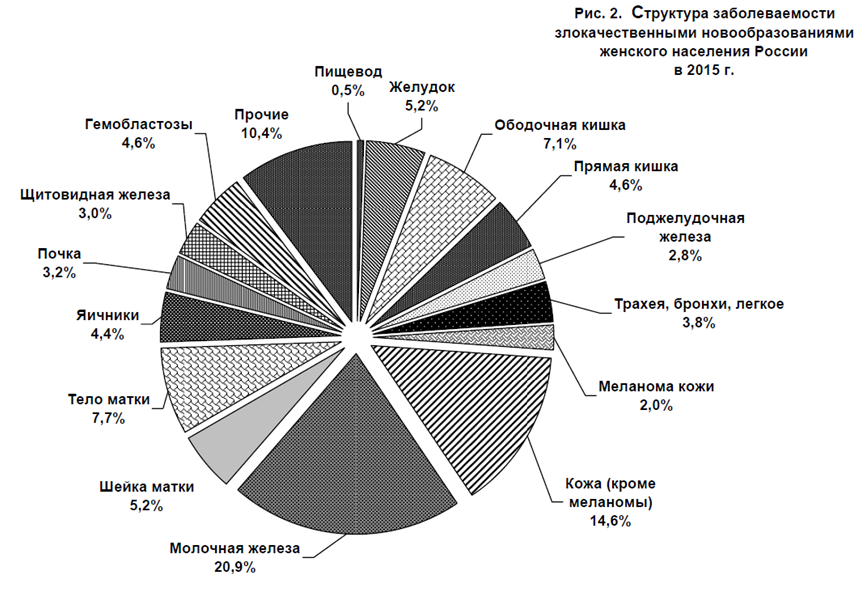 Рис. 2. Структура заболеваемости
злокачественными новообразованиями
женского населения России
в 2015 г.
Пищевод
0,5%
Желудок
5,2%
Ободочная кишка
7,1%
Прямая кишка
4,6%
Поджелудочная
железа
2,8%
Трахея, бронхи, легкое
3,8%
Меланома кожи
2,0%
Кожа (кроме
меланомы)
14,6%
Молочная железа
20,9%
Шейка матки
5,2%
Тело матки
7,7%
Яичники
4,4%
Почка
3,2%
Щитовидная железа
3,0%
Гемобластозы
4,6%
Прочие
10,4%